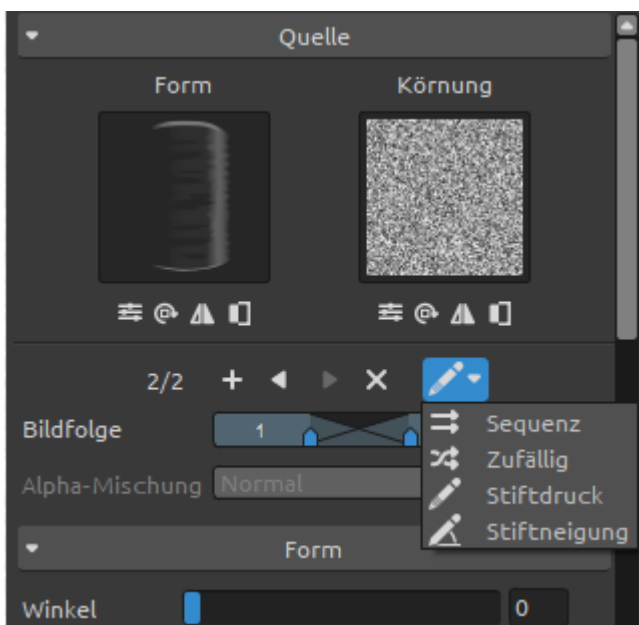 Quelle
Form Körnung
2/2
Bildfolge 1
Sequenz
Zufällig
Alpha-Mischung Normal
Stiftdruck
Stiftneigung
Form
Winkel 0